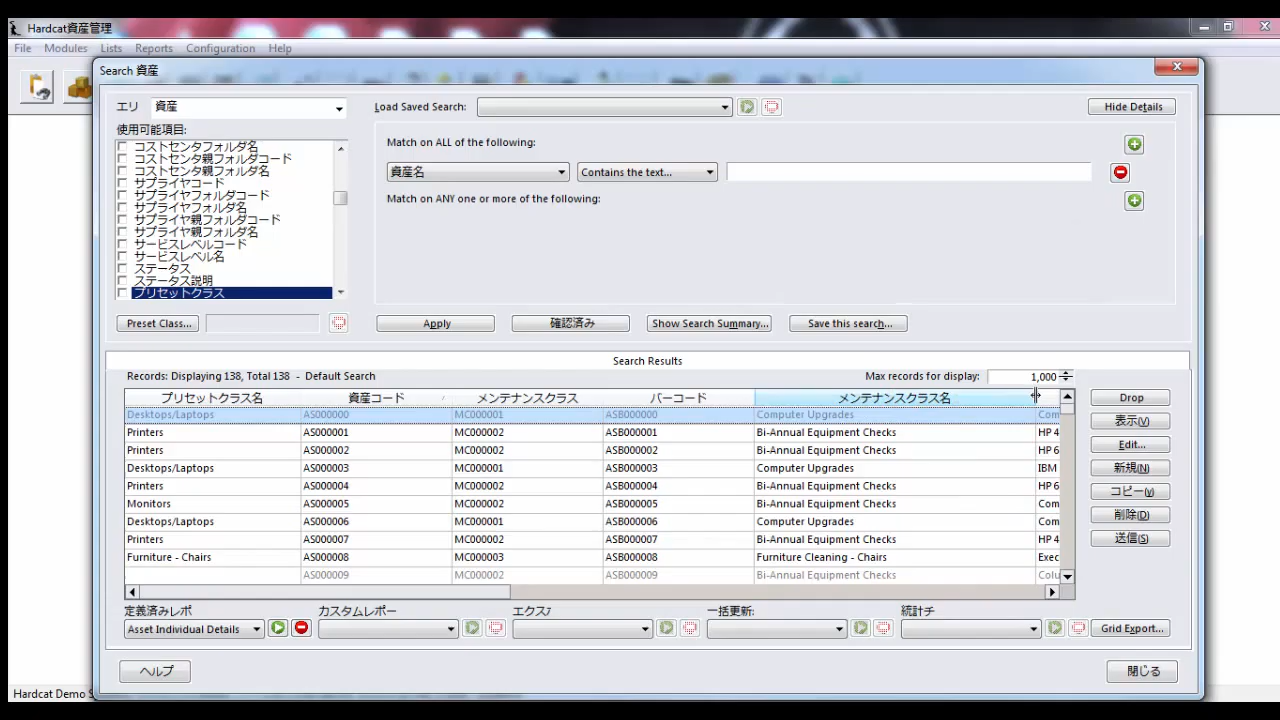 Hardcat資産管理
File Modules Lists Reports Configuration Help
Search 資産
エリ 資産 Load Saved Search: Hide Details
使用可能項目:
コストセンタフォルダ名
コストセンタ親フォルダコード
コストセンタ親フォルダ名
サプライヤコード
サプライヤフォルダコード
サプライヤフォルダ名
サプライヤ親フォルダコード
サプライヤ親フォルダ名
サービスレベルコード
サービスレベル名
ステータス
ステータス説明
プリセットクラス
Match on ALL of the following:
資産名 Contains the text...
Match on ANY one or more of the following:
Preset Class... Apply 確認済み Show Search Summary... Save this search...
Search Results
Records: Displaying 138, Total 138 - Default Search Max records for display: 1,000
プリセットクラス名 資産コード メンテナンスクラス バーコード メンテナンスクラス名
Desktops/Laptops AS000000 MC000001 ASB000000 Computer Upgrades Com
Printers AS000001 MC000002 ASB000001 Bi-Annual Equipment Checks HP 4
Printers AS000002 MC000002 ASB000002 Bi-Annual Equipment Checks HP 6
Desktops/Laptops AS000003 MC000001 ASB000003 Computer Upgrades IBM
Printers AS000004 MC000002 ASB000004 Bi-Annual Equipment Checks HP 6
Monitors AS000005 MC000002 ASB000005 Bi-Annual Equipment Checks Com
Desktops/Laptops AS000006 MC000001 ASB000006 Computer Upgrades Com
Printers AS000007 MC000002 ASB000007 Bi-Annual Equipment Checks HP 4
Furniture - Chairs AS000008 MC000003 ASB000008 Furniture Cleaning - Chairs Exec
AS000009 MC000002 ASB000009 Bi-Annual Equipment Checks Colu
Drop
表示(V)
Edit...
新規(N)
コピー(Y)
削除(D)
送信(S)
定義済みレポ カスタムレポー エクスﾌ 一括更新: 統計チ
Asset Individual Details Grid Export...
ヘルプ 閉じる
Hardcat Demo S